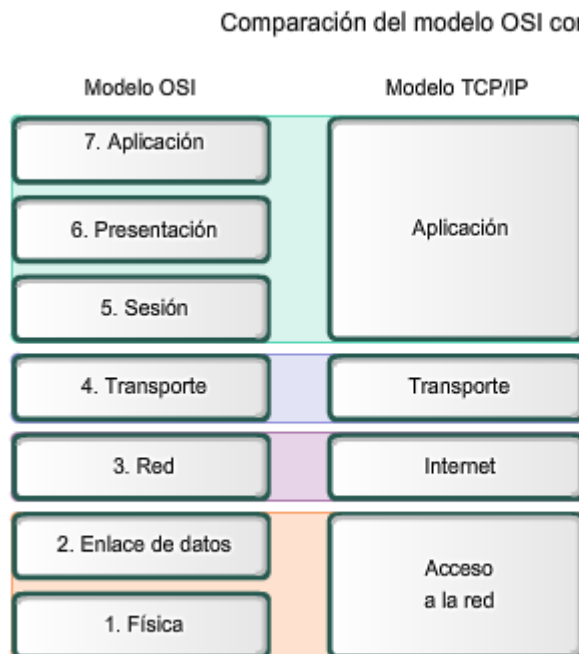 Comparación del modelo OSI con
Modelo OSI
Modelo TCP/IP
7. Aplicación
6. Presentación
5. Sesión
4. Transporte
3. Red
2. Enlace de datos
1. Física
Aplicación
Transporte
Internet
Acceso
a la red